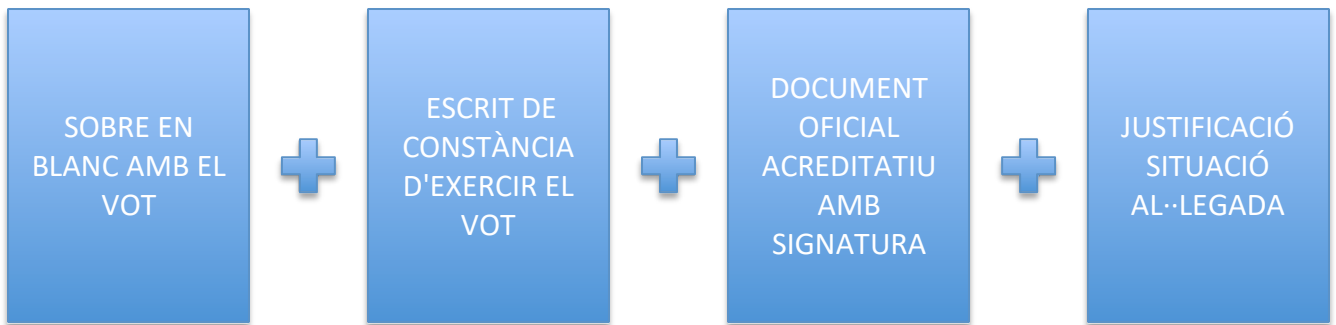 SOBRE EN
BLANC AMB EL
VOT
ESCRIT DE
CONSTÀNCIA
D'EXERCIR EL
VOT
DOCUMENT
OFICIAL
ACREDITATIU
AMB
SIGNATURA
JUSTIFICACIÓ
SITUACIÓ
AL··LEGADA